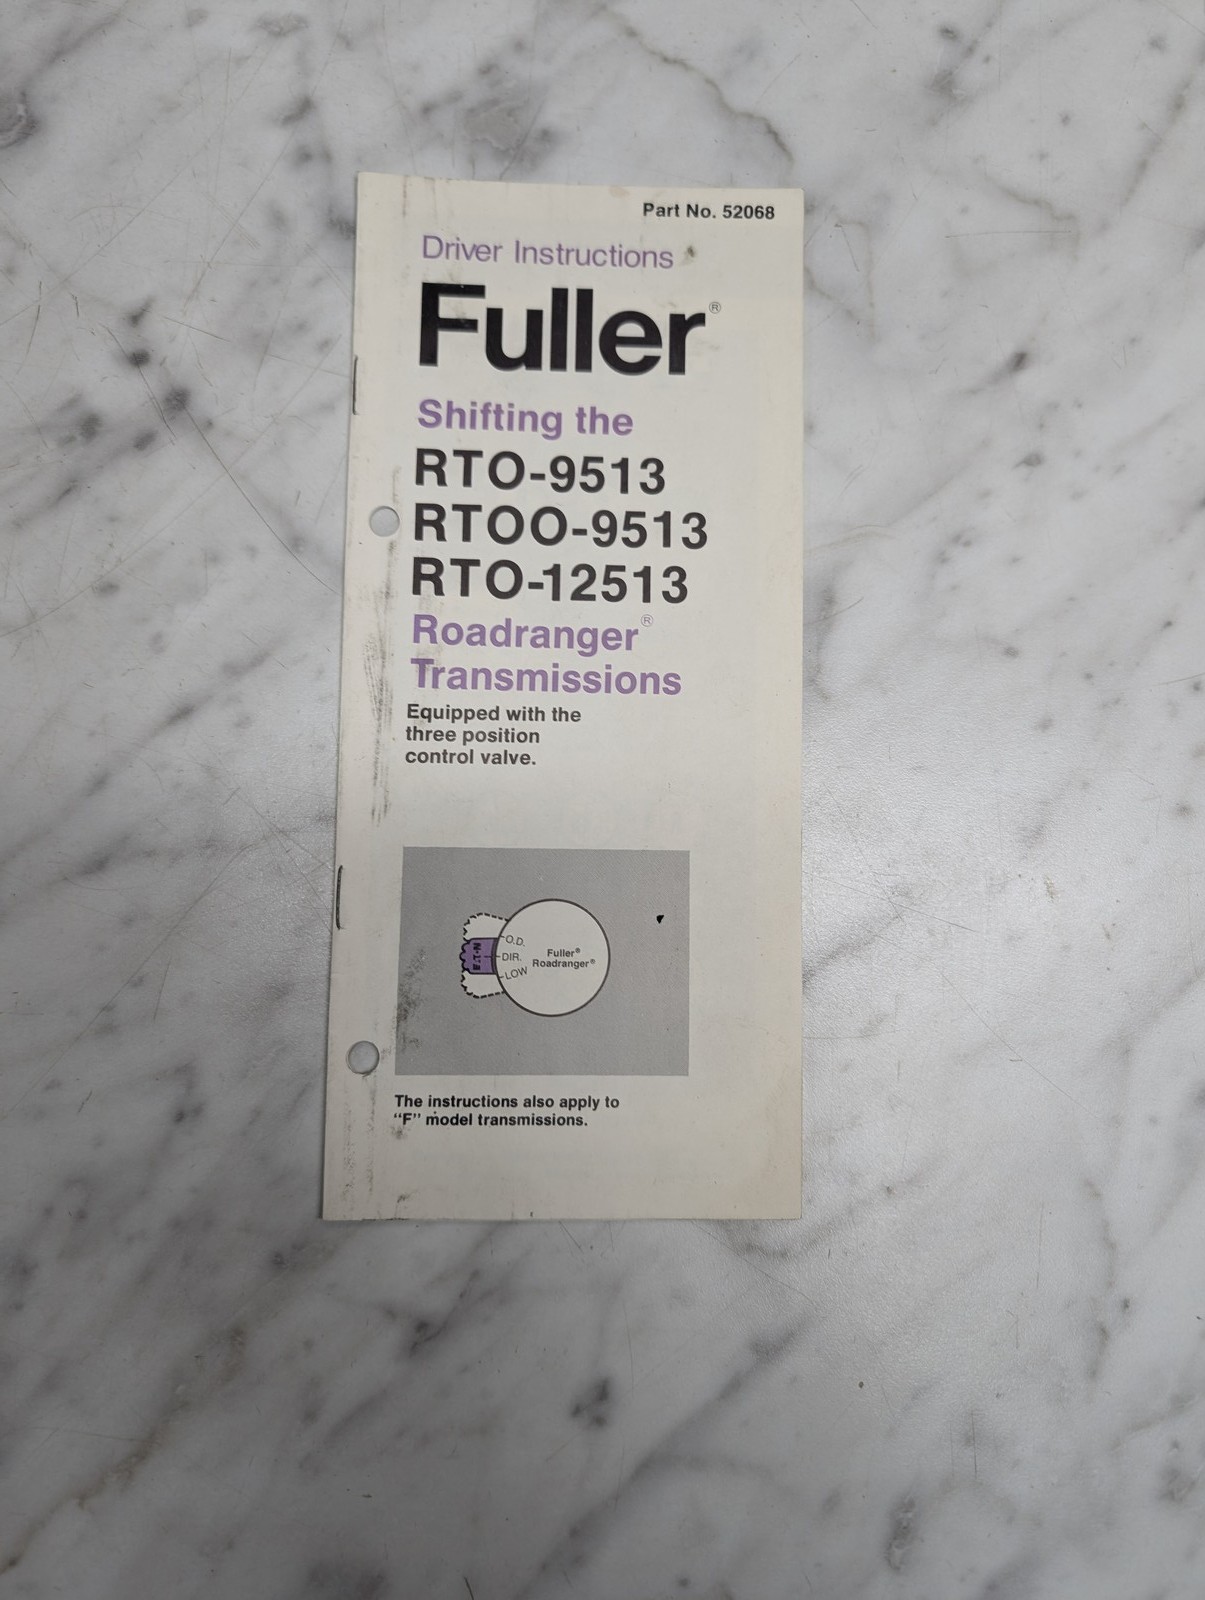 Part No. 52068
Driver Instructions
Fuller®
Shifting the
RTO-9513
RTOO-9513
RTO-12513
Roadranger®
Transmissions
Equipped with the
three position
control valve.
O.D.
DIR.
LOW
Fuller®
Roadranger®
The instructions also apply to
“F” model transmissions.